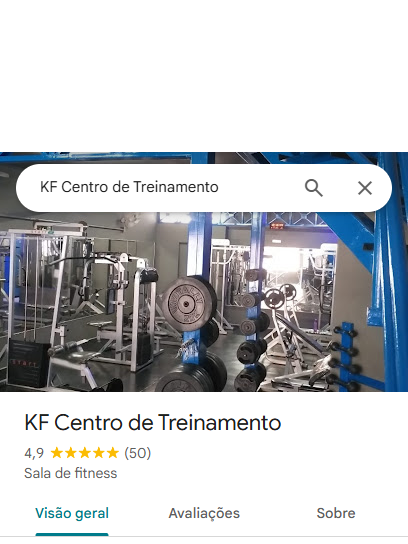 KF Centro de Treinamento
KF Centro de Treinamento
4,9 ★★★★★ (50)
Sala de fitness
Visão geral Avaliações Sobre